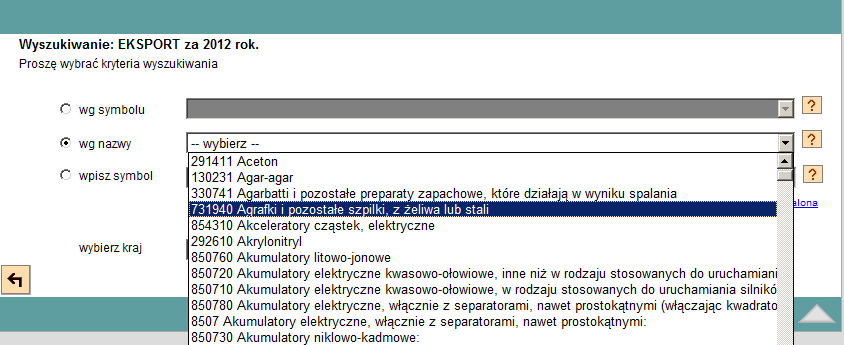 Wyszukiwanie: EKSPORT za 2012 rok.
Proszę wybrać kryteria wyszukiwania
wg symbolu
?
wg nazwy
-- wybierz --
?
291411 Aceton
130231 Agar-agar
wpisz symbol
?
330741 Agarbatti i pozostałe preparaty zapachowe, które działają w wyniku spalania
731940 Agrafki i pozostałe szpilki, z żeliwa lub stali
alona
854310 Akceleratory cząstek, elektryczne
292610 Akrylonitryl
wybierz kraj
850760 Akumulatory litowo-jonowe
850720 Akumulatory elektryczne kwasowo-ołowiowe, inne niż w rodzaju stosowanych do uruchamiani
850710 Akumulatory elektryczne kwasowo-ołowiowe, w rodzaju stosowanych do uruchamiania silnikó
850780 Akumulatory elektryczne, włącznie z separatorami, nawet prostokątnymi (włączając kwadrato
8507 Akumulatory elektryczne, włącznie z separatorami, nawet prostokątnymi:
850730 Akumulatory niklowo-kadmowe: